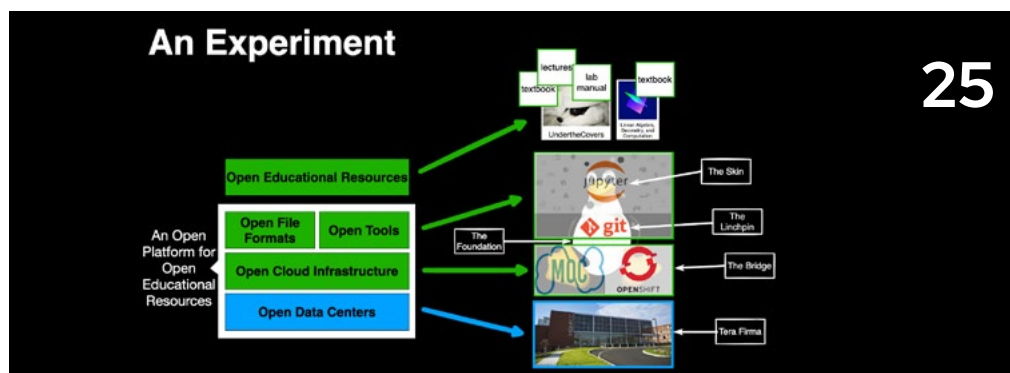 An Experiment
25
lectures
textbook
lab
manual
textbook
UndertheCovers
Linear Algebra,
Geometry, and
Computation
Open Educational Resources
Open File
Formats
Open Tools
Open Cloud Infrastructure
Open Data Centers
An Open
Platform for
Open
Educational
Resources
jupyter
The Skin
git
The
Linchpin
The
Foundation
MOC
OPENSHIFT
The Bridge
Tera Firma